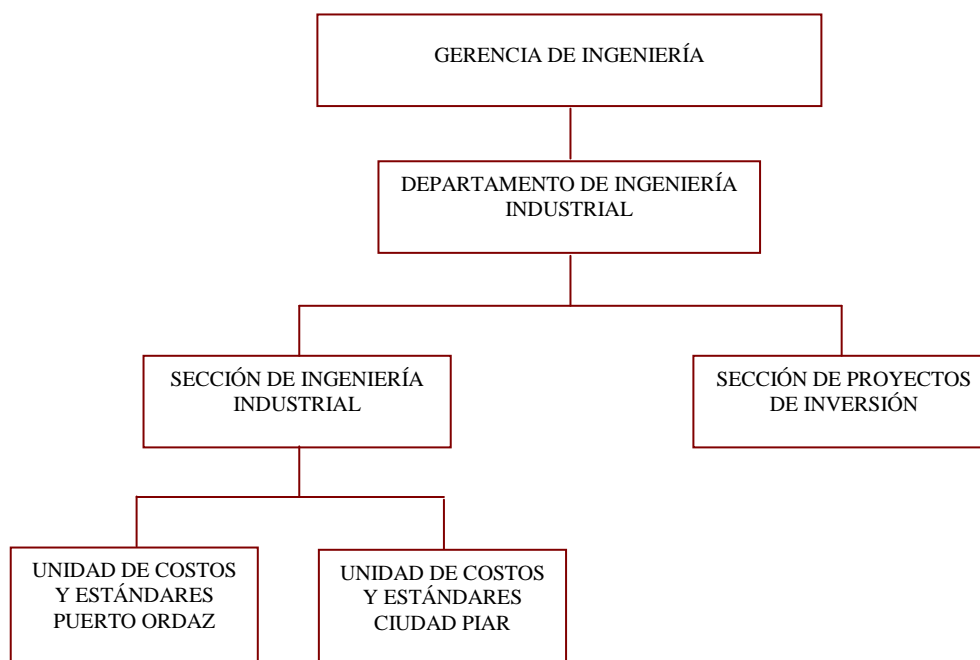 GERENCIA DE INGENIERÍA
DEPARTAMENTO DE INGENIERÍA
INDUSTRIAL
SECCIÓN DE INGENIERÍA
INDUSTRIAL
SECCIÓN DE PROYECTOS
DE INVERSIÓN
UNIDAD DE COSTOS
Y ESTÁNDARES
PUERTO ORDAZ
UNIDAD DE COSTOS
Y ESTÁNDARES
CIUDAD PIAR